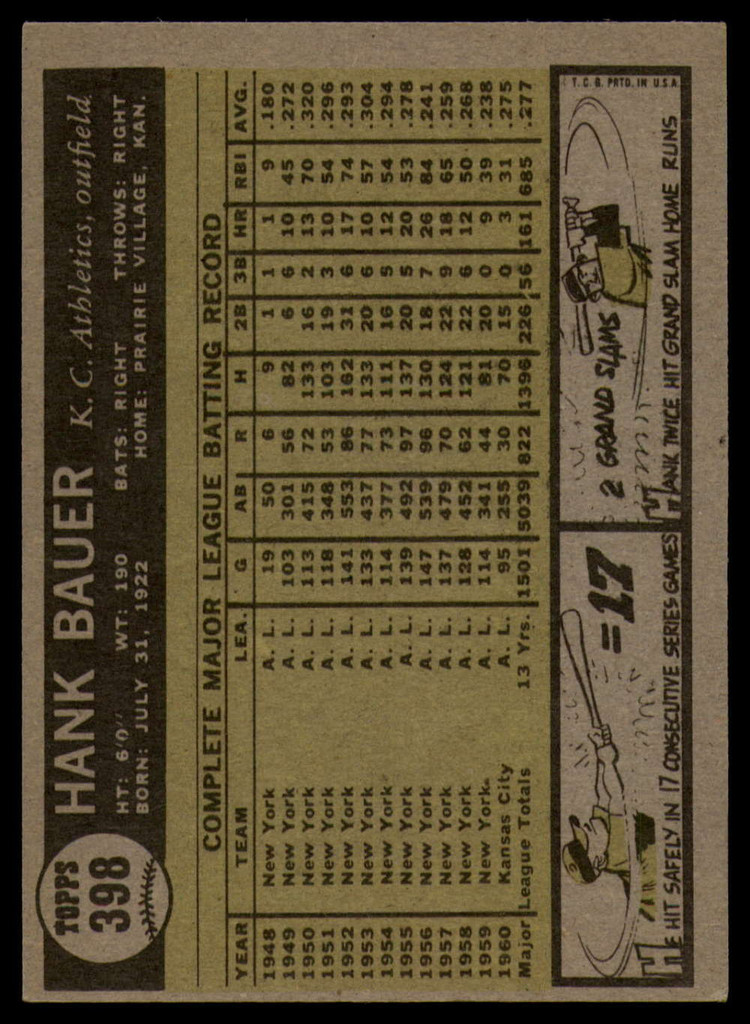 TOPPS
398
HANK BAUER K. C. Athletics, outfield
HT: 6'0" WT: 190 BATS: RIGHT THROWS: RIGHT
BORN: JULY 31, 1922 HOME: PRAIRIE VILLAGE, KAN.
COMPLETE MAJOR LEAGUE BATTING RECORD
YEAR TEAM LEA. G AB R H 2B 3B HR RBI AVG.
1948 New York A. L. 19 50 6 9 1 1 1 9 .180
1949 New York A. L. 103 301 56 82 6 6 10 45 .272
1950 New York A. L. 113 415 72 133 16 2 13 70 .320
1951 New York A. L. 118 348 53 103 19 3 10 54 .296
1952 New York A. L. 141 553 86 162 31 6 17 74 .293
1953 New York A. L. 133 437 77 133 20 6 10 57 .304
1954 New York A. L. 114 377 73 111 16 5 12 54 .294
1955 New York A. L. 139 492 97 137 20 5 20 53 .278
1956 New York A. L. 147 539 96 130 18 7 26 84 .241
1957 New York A. L. 137 479 70 124 22 9 18 65 .259
1958 New York A. L. 128 452 62 121 22 6 12 50 .268
1959 New York A. L. 114 341 44 81 20 0 9 39 .238
1960 Kansas City A. L. 95 255 30 70 15 0 3 31 .275
Major League Totals 13 Yrs. 1501 5039 822 1396 226 56 161 685 .277
=17
HE HIT SAFELY IN 17 CONSECUTIVE SERIES GAMES
2 GRAND SLAMS
HANK TWICE HIT GRAND SLAM HOME RUNS
T. C. G. PRTD. IN U.S.A.